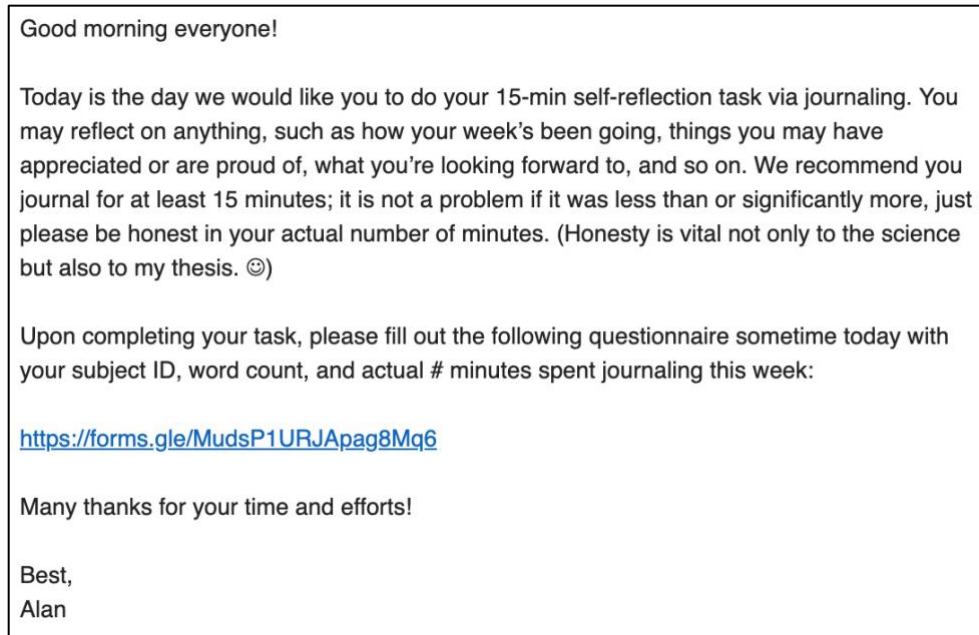 Good morning everyone!
Today is the day we would like you to do your 15-min self-reflection task via journaling. You
may reflect on anything, such as how your week’s been going, things you may have
appreciated or are proud of, what you’re looking forward to, and so on. We recommend you
journal for at least 15 minutes; it is not a problem if it was less than or significantly more, just
please be honest in your actual number of minutes. (Honesty is vital not only to the science
but also to my thesis. ☺)
Upon completing your task, please fill out the following questionnaire sometime today with
your subject ID, word count, and actual # minutes spent journaling this week:
https://forms.gle/MudsP1URJApag8Mq6
Many thanks for your time and efforts!
Best,
Alan